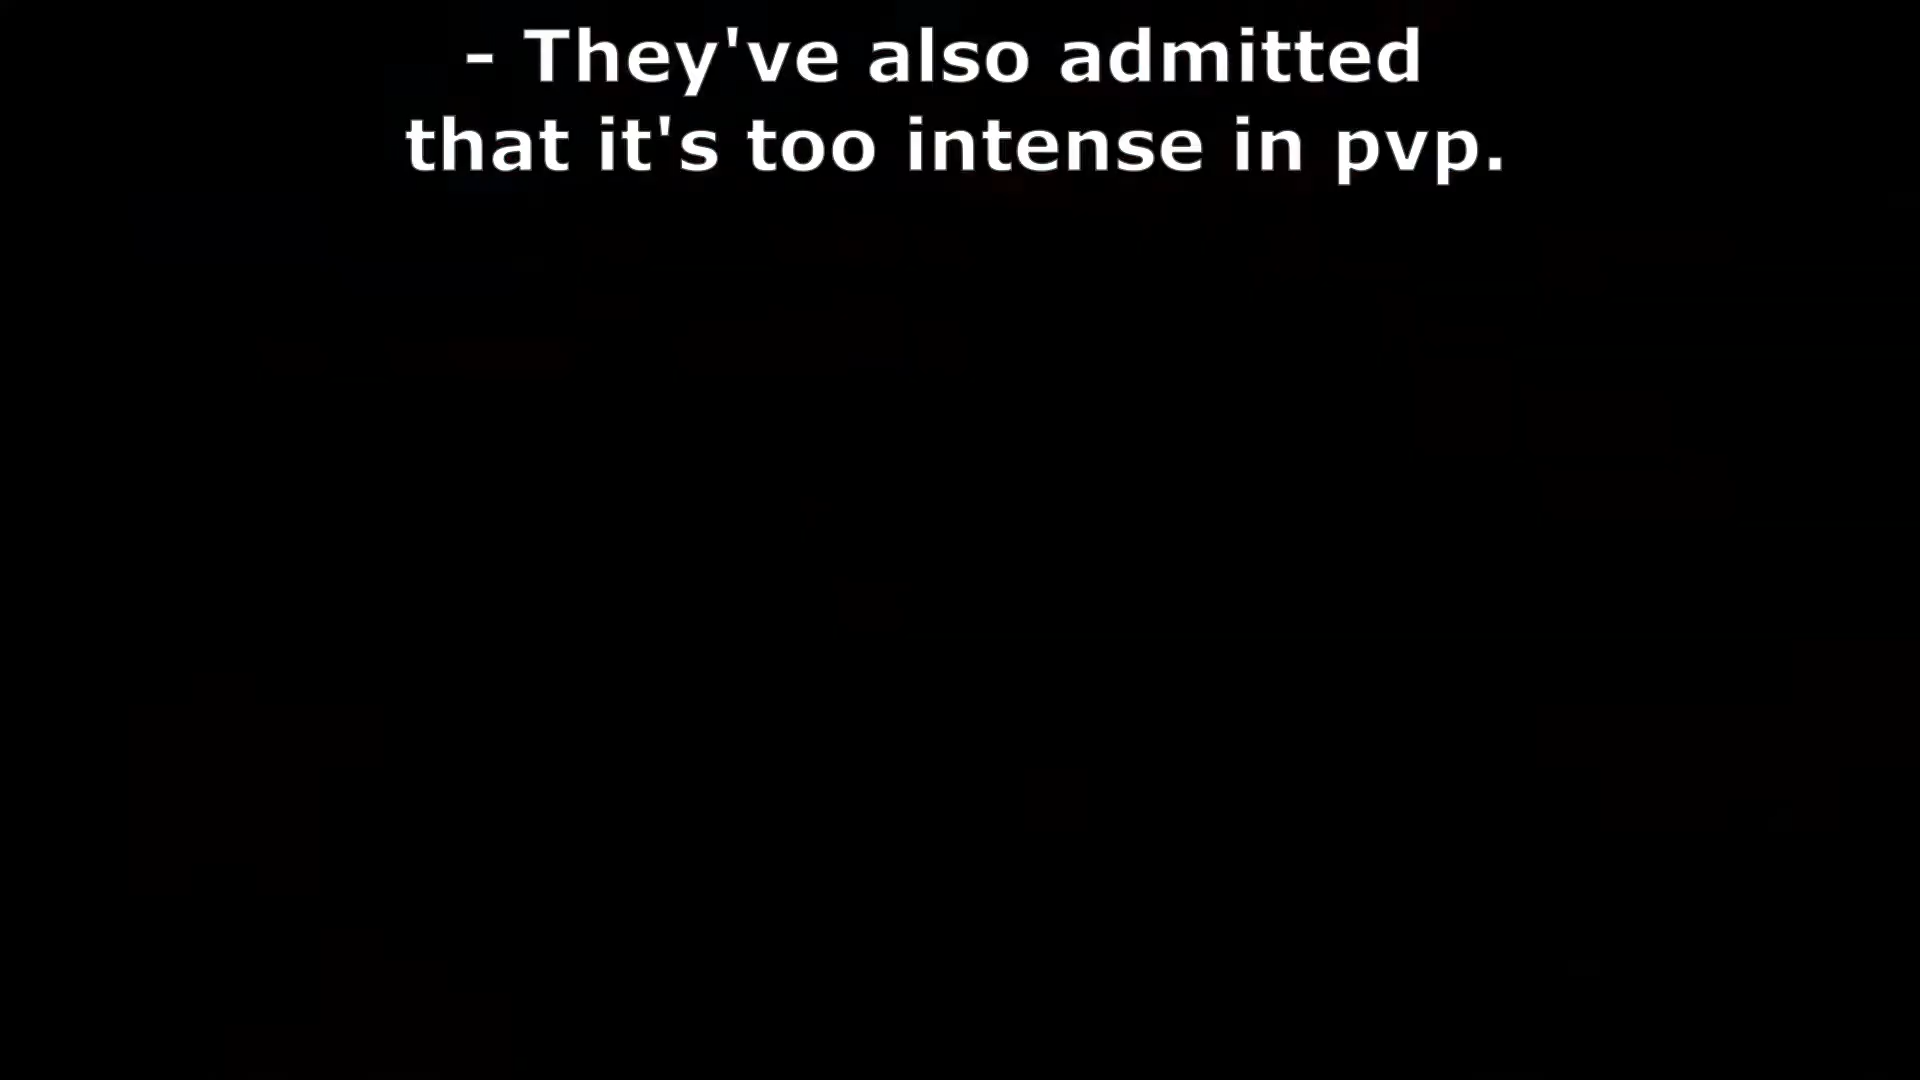 - They've also admitted
that it's too intense in pvp.